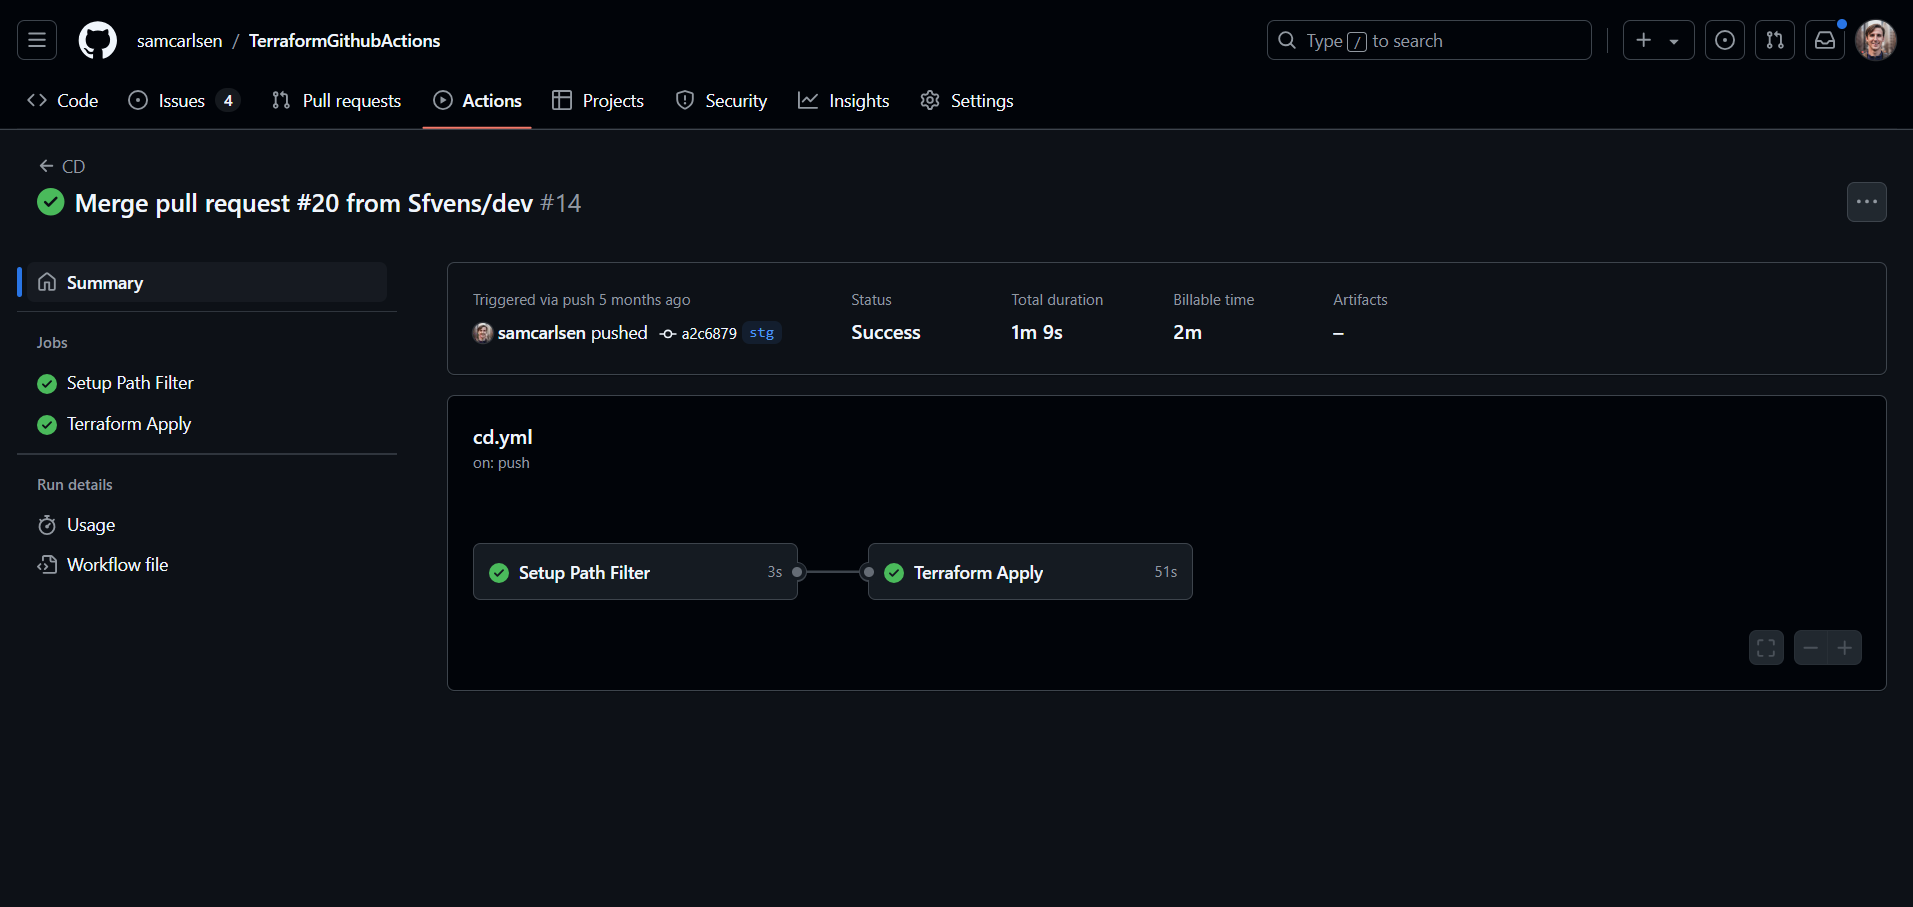 samcarlsen / TerraformGithubActions
Type / to search
Code Issues 4 Pull requests Actions Projects Security Insights Settings
CD
Merge pull request #20 from Sfvens/dev #14
Summary
Jobs
Setup Path Filter
Terraform Apply
Run details
Usage
Workflow file
Triggered via push 5 months ago
samcarlsen pushed a2c6879 stg
Status
Success
Total duration
1m 9s
Billable time
2m
Artifacts
–
cd.yml
on: push
Setup Path Filter 3s
Terraform Apply 51s